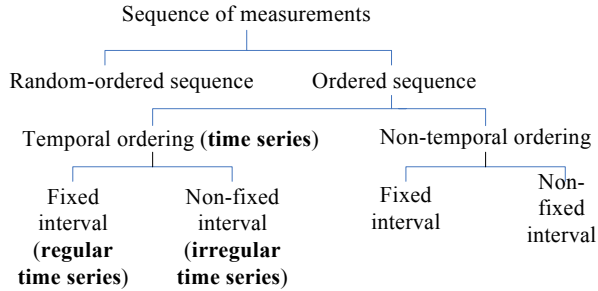 Sequence of measurements
Random-ordered sequence
Ordered sequence
Temporal ordering (time series)
Non-temporal ordering
Fixed
interval
(regular
time series)
Non-fixed
interval
(irregular
time series)
Fixed
interval
Non-
fixed
interval